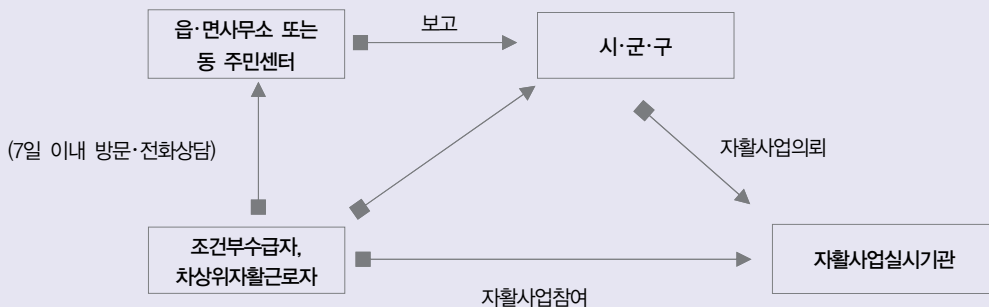 읍·면사무소 또는
동 주민센터
보고
시·군·구
(7일 이내 방문·전화상담)
자활사업의뢰
조건부수급자,
차상위자활근로자
자활사업실시기관
자활사업참여